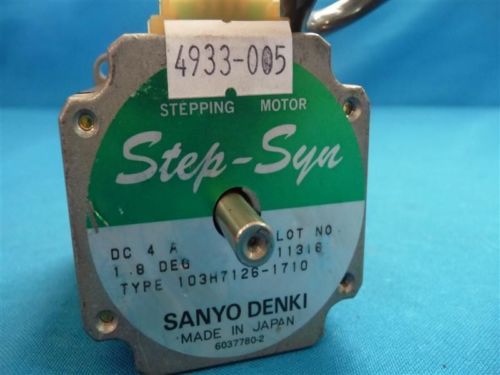 4933-005
STEPPING MOTOR
Step-Syn
DC 4 A LOT NO.
1.8 DEG 11316
TYPE 103H7126-1710
SANYO DENKI
MADE IN JAPAN
6037780-2